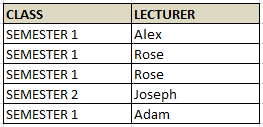 CLASS LECTURER
SEMESTER 1 Alex
SEMESTER 1 Rose
SEMESTER 1 Rose
SEMESTER 2 Joseph
SEMESTER 1 Adam